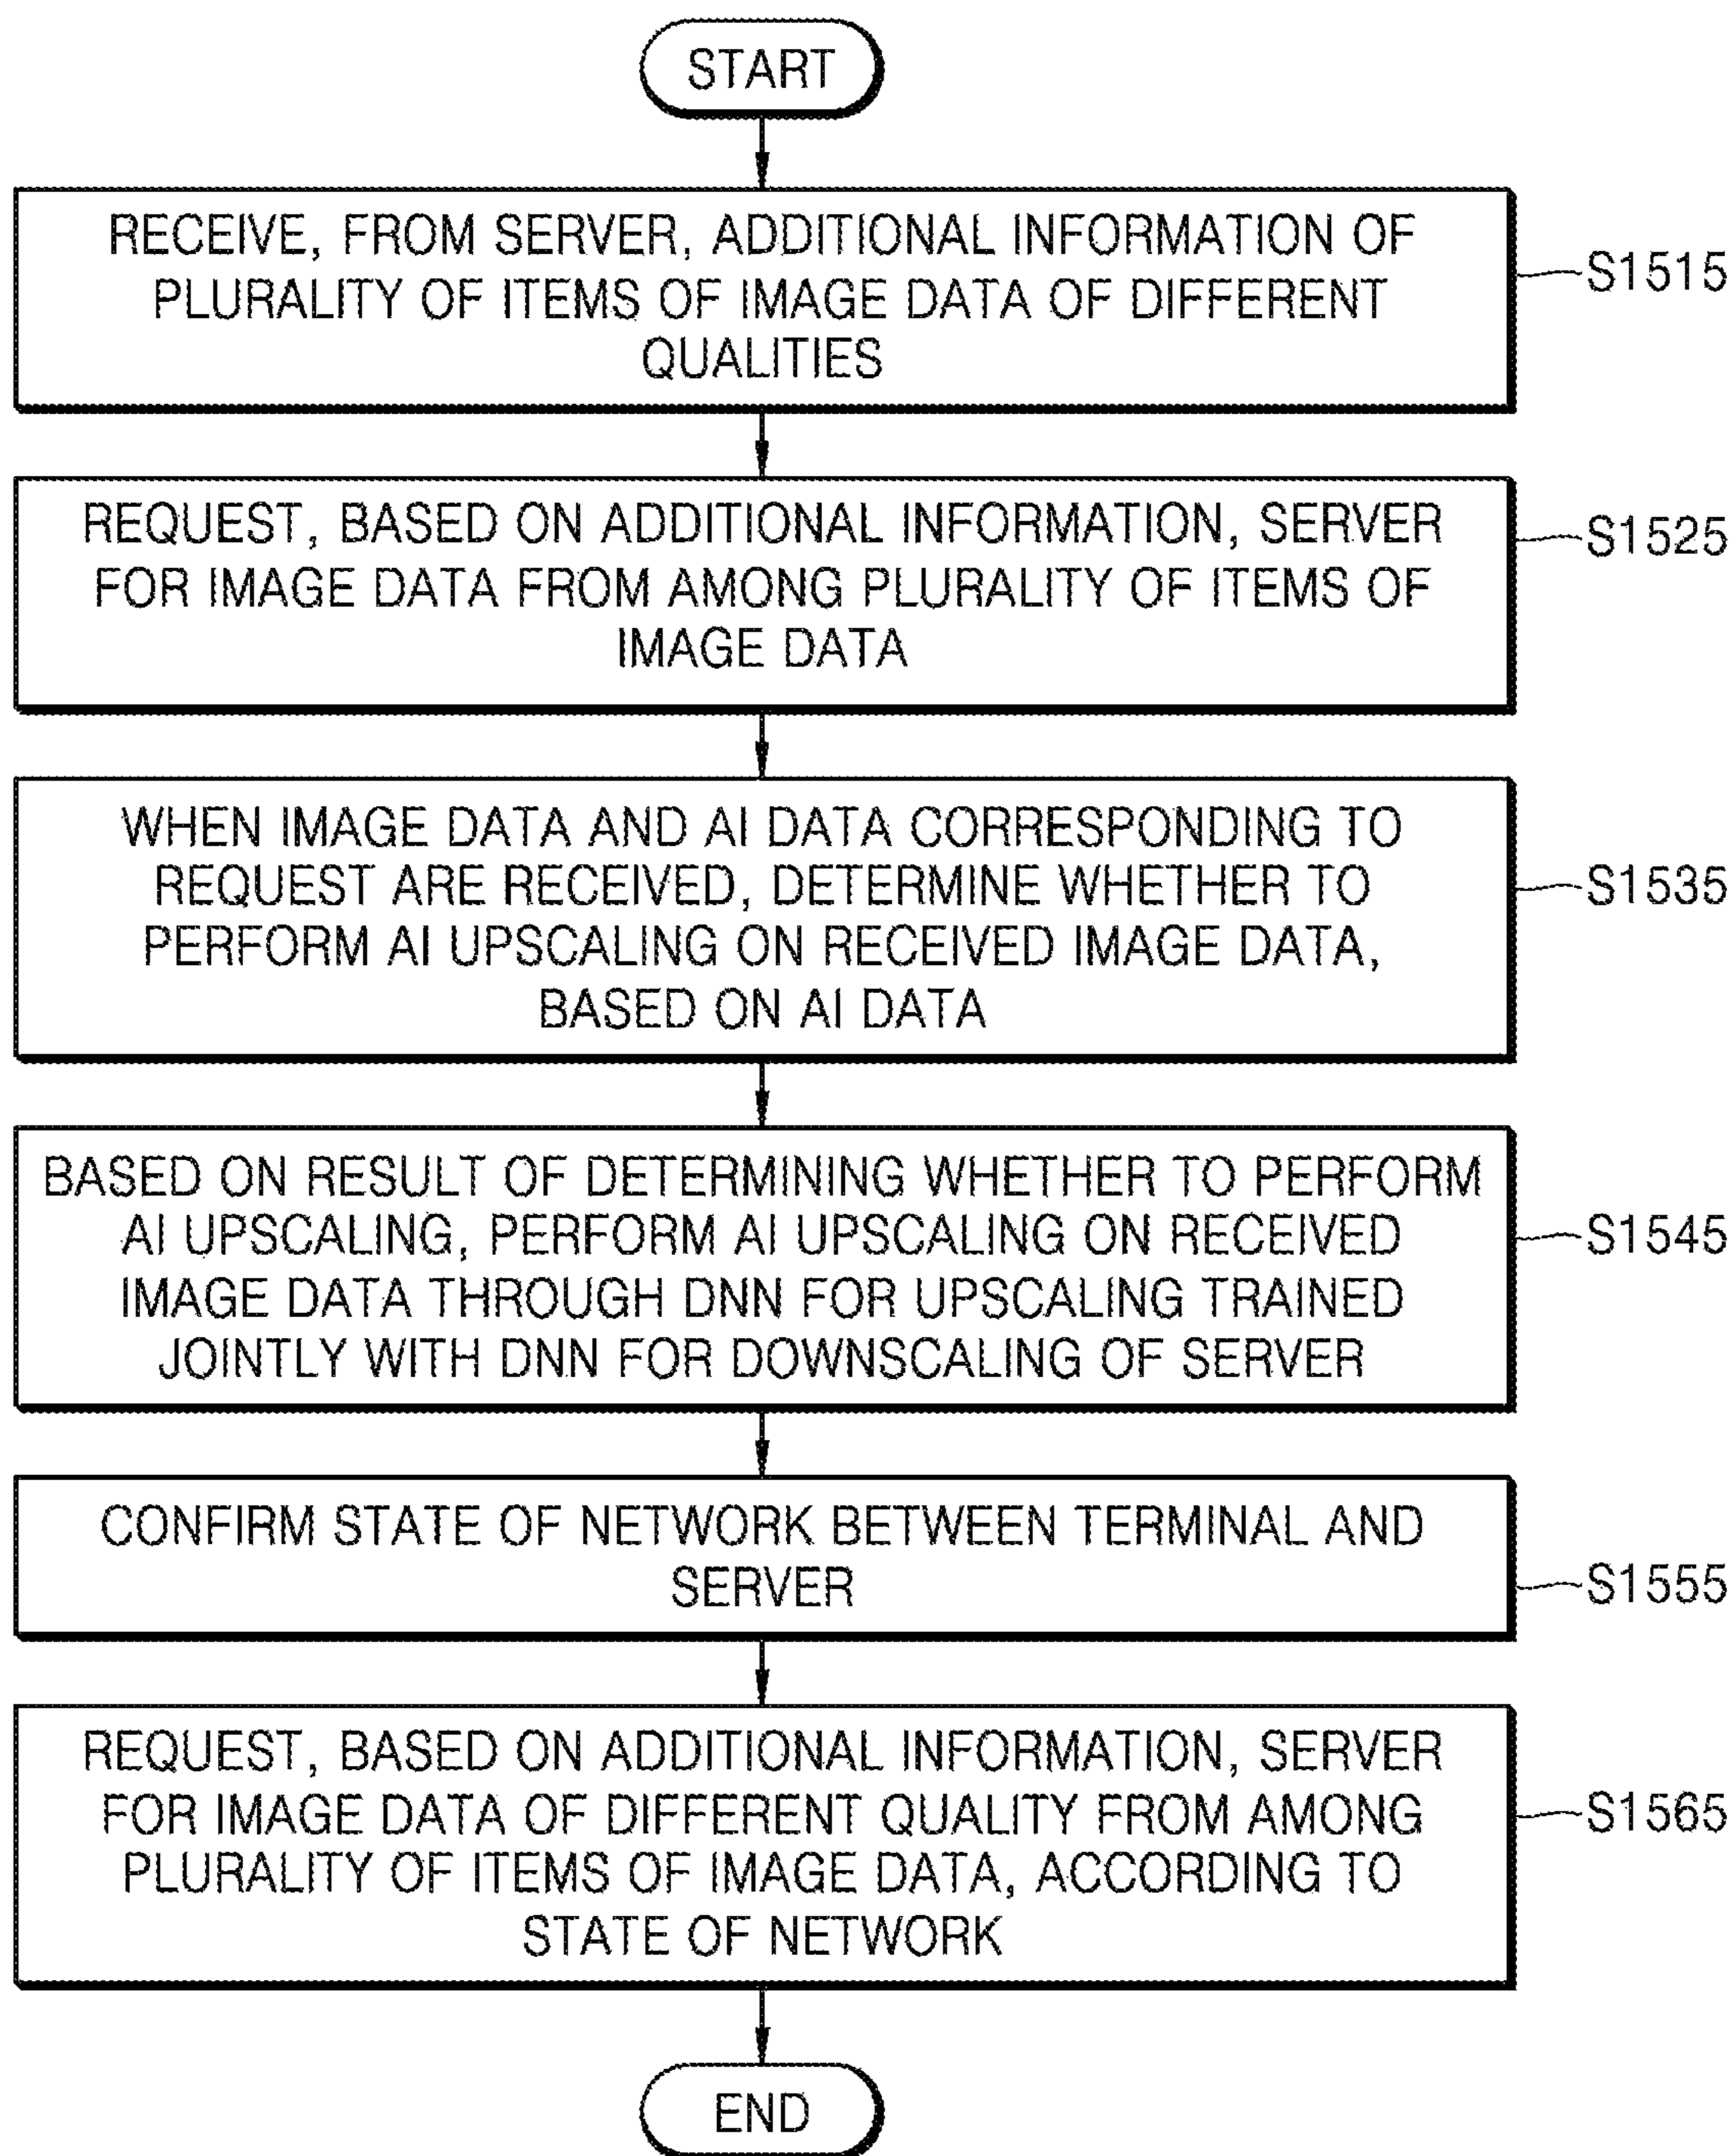 START
RECEIVE, FROM SERVER, ADDITIONAL INFORMATION OF
PLURALITY OF ITEMS OF IMAGE DATA OF DIFFERENT
QUALITIES
S1515
REQUEST, BASED ON ADDITIONAL INFORMATION, SERVER
FOR IMAGE DATA FROM AMONG PLURALITY OF ITEMS OF
IMAGE DATA
S1525
WHEN IMAGE DATA AND AI DATA CORRESPONDING TO
REQUEST ARE RECEIVED, DETERMINE WHETHER TO
PERFORM AI UPSCALING ON RECEIVED IMAGE DATA,
BASED ON AI DATA
S1535
BASED ON RESULT OF DETERMINING WHETHER TO PERFORM
AI UPSCALING, PERFORM AI UPSCALING ON RECEIVED
IMAGE DATA THROUGH DNN FOR UPSCALING TRAINED
JOINTLY WITH DNN FOR DOWNSCALING OF SERVER
S1545
CONFIRM STATE OF NETWORK BETWEEN TERMINAL AND
SERVER
S1555
REQUEST, BASED ON ADDITIONAL INFORMATION, SERVER
FOR IMAGE DATA OF DIFFERENT QUALITY FROM AMONG
PLURALITY OF ITEMS OF IMAGE DATA, ACCORDING TO
STATE OF NETWORK
S1565
END